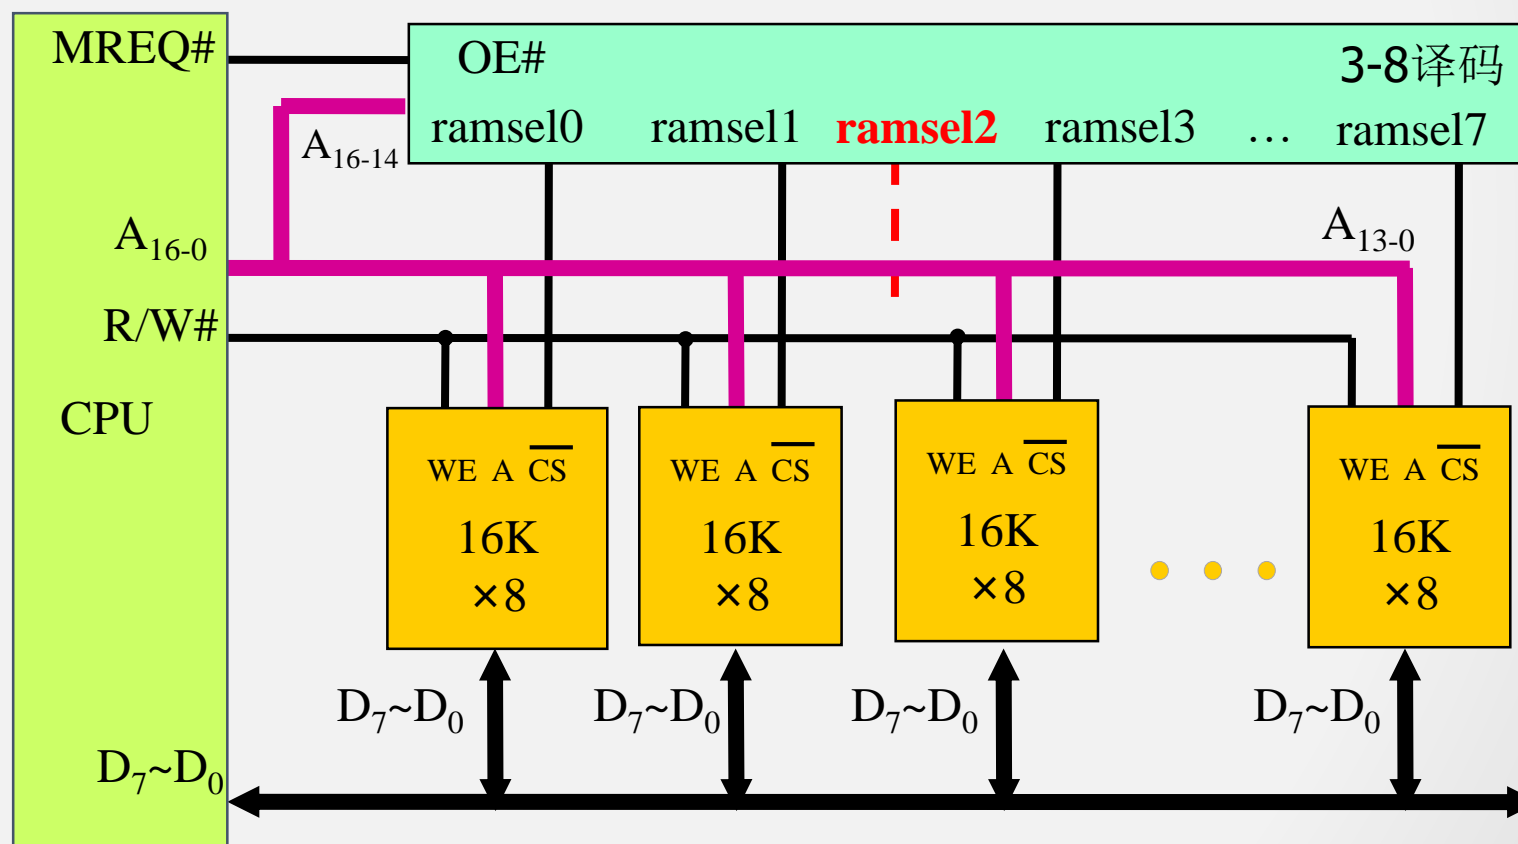 MREQ#
OE#
3-8译码
ramsel0 ramsel1 ramsel2 ramsel3 … ramsel7
A16-14
A16-0
A13-0
R/W#
CPU
WE A CS
16K
×8
WE A CS
16K
×8
WE A CS
16K
×8
WE A CS
16K
×8
D7~D0
D7~D0
D7~D0
D7~D0
D7~D0